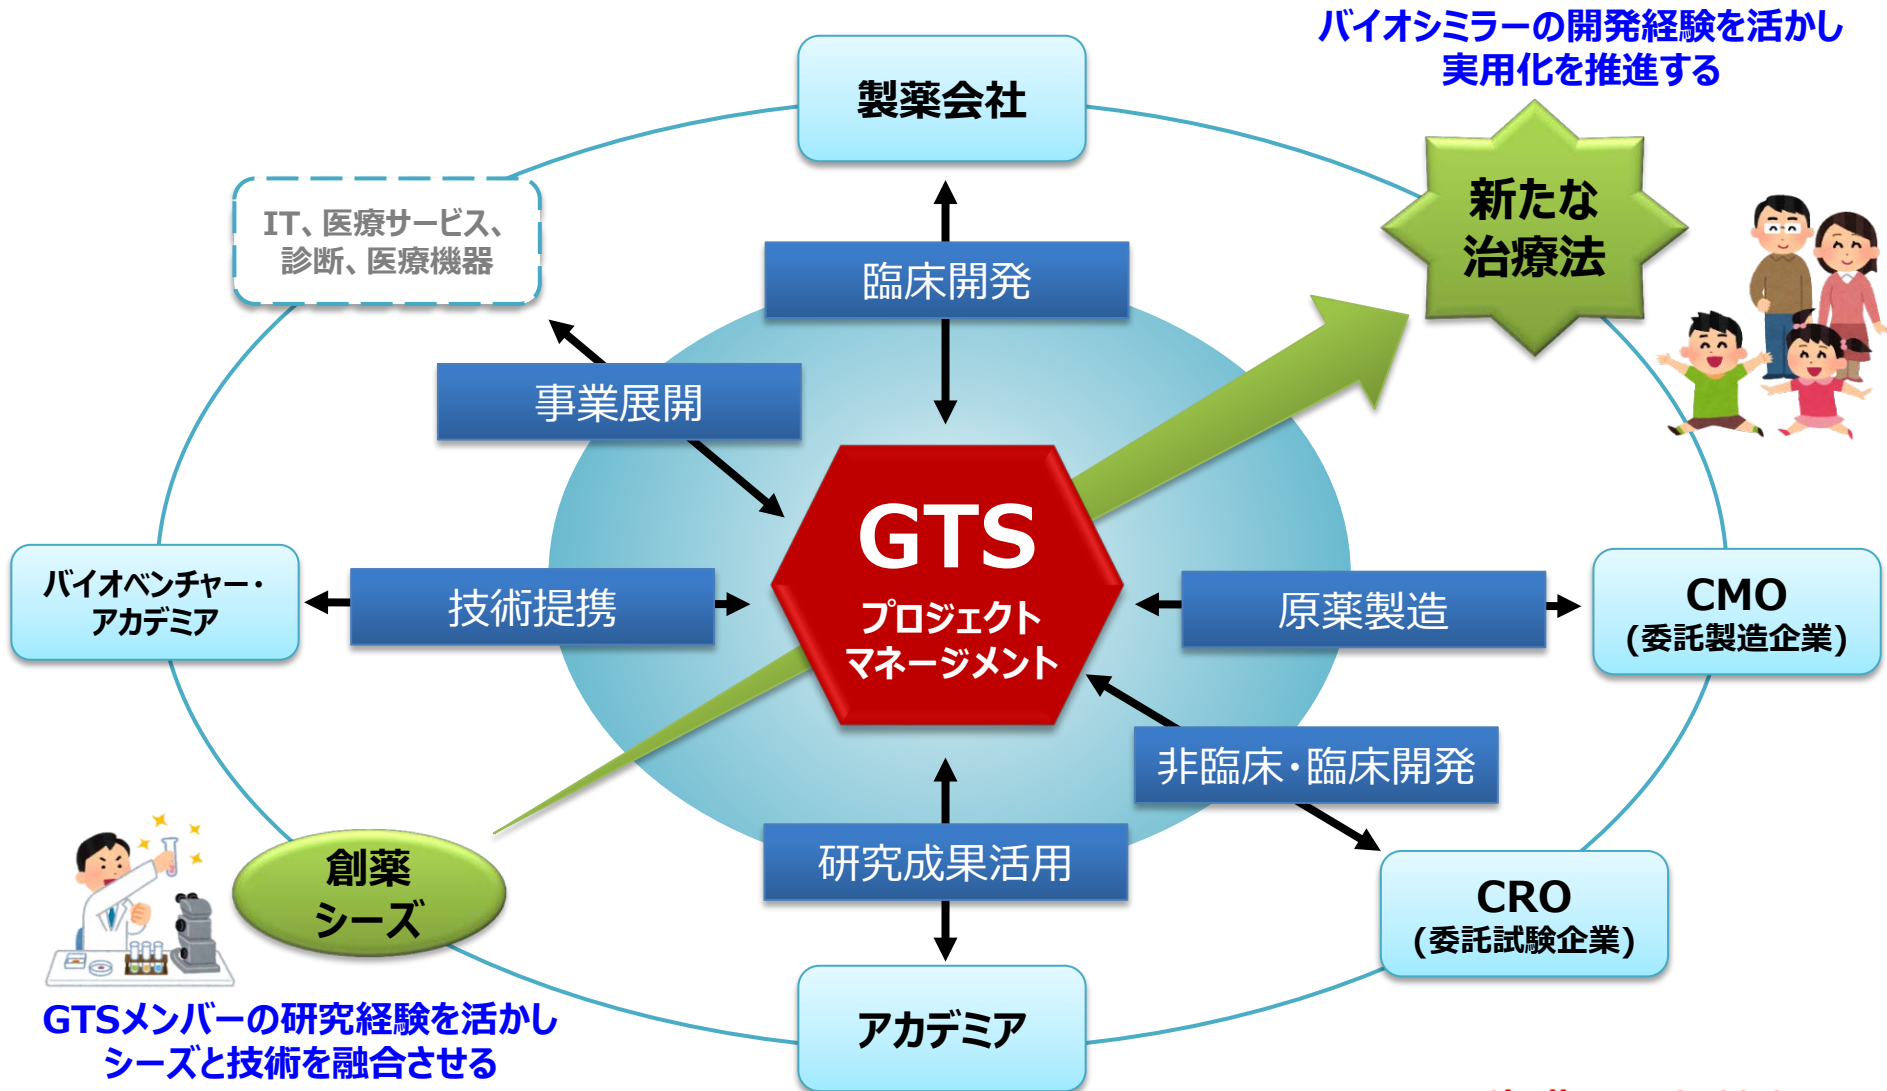 バイオシミラーの開発経験を活かし
実用化を推進する
製薬会社
新たな
治療法
IT、医療サービス、
診断、医療機器
臨床開発
事業展開
GTS
プロジェクト
マネージメント
バイオベンチャー・
アカデミア
技術提携
原薬製造
CMO
(委託製造企業)
非臨床・臨床開発
研究成果活用
創薬
シーズ
CRO
(委託試験企業)
アカデミア
GTSメンバーの研究経験を活かし
シーズと技術を融合させる